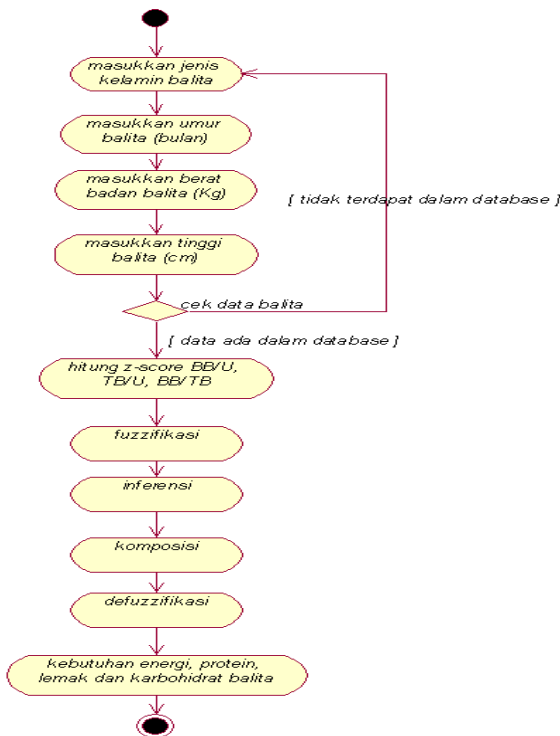 masukkan jenis
kelamin balita
masukkan umur
balita (bulan)
masukkan berat
badan balita (Kg)
[ tidak terdapat dalam database ]
masukkan tinggi
balita (cm)
cek data balita
[ data ada dalam database ]
hitung z-score BB/U,
TB/U, BB/TB
fuzzifikasi
inferensi
komposisi
defuzzifikasi
kebutuhan energi, protein,
lemak dan karbohidrat balita